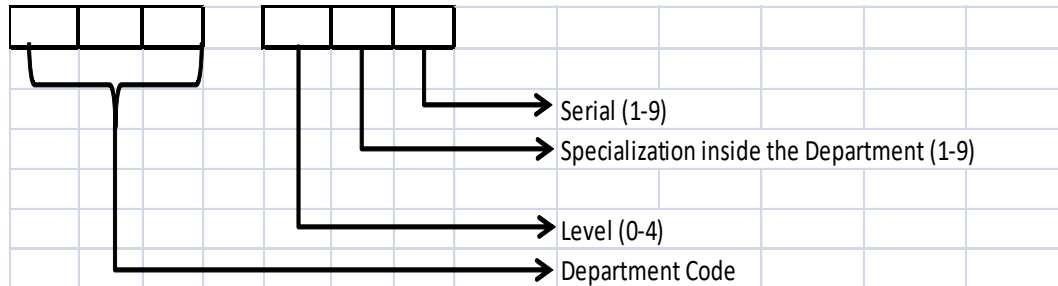 Serial (1-9)
Specialization inside the Department (1-9)
Level (0-4)
Department Code